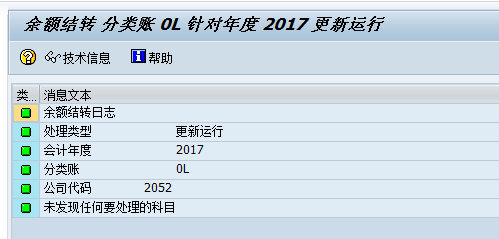 余额结转 分类账 0L 针对年度 2017 更新运行
技术信息 帮助
类... 消息文本
余额结转日志
处理类型 更新运行
会计年度 2017
分类账 0L
公司代码 2052
未发现任何要处理的科目